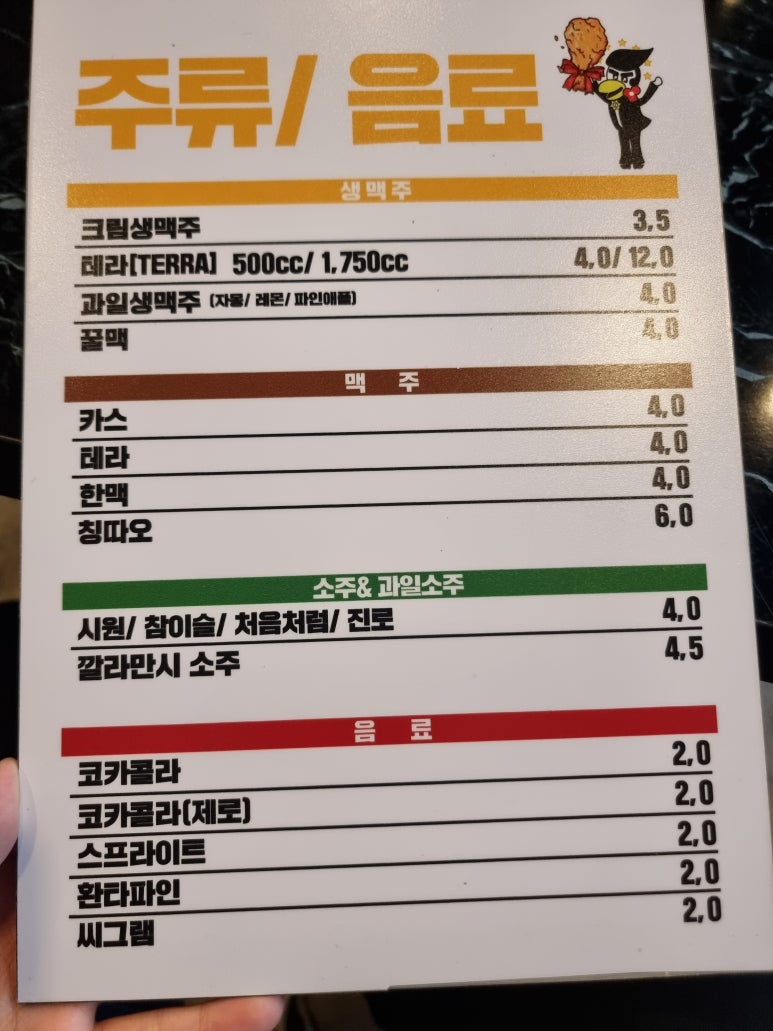 주류/ 음료
생맥주
크림생맥주 3,5
테라[TERRA] 500cc/ 1,750cc 4,0/ 12,0
과일생맥주 (자몽/ 레몬/ 파인애플) 4,0
꿀맥 4,0
맥 주
카스 4,0
테라 4,0
한맥 4,0
칭따오 6,0
소주& 과일소주
시원/ 참이슬/ 처음처럼/ 진로 4,0
깔라만시 소주 4,5
음 료
코카콜라 2,0
코카콜라(제로) 2,0
스프라이트 2,0
환타파인 2,0
씨그램 2,0